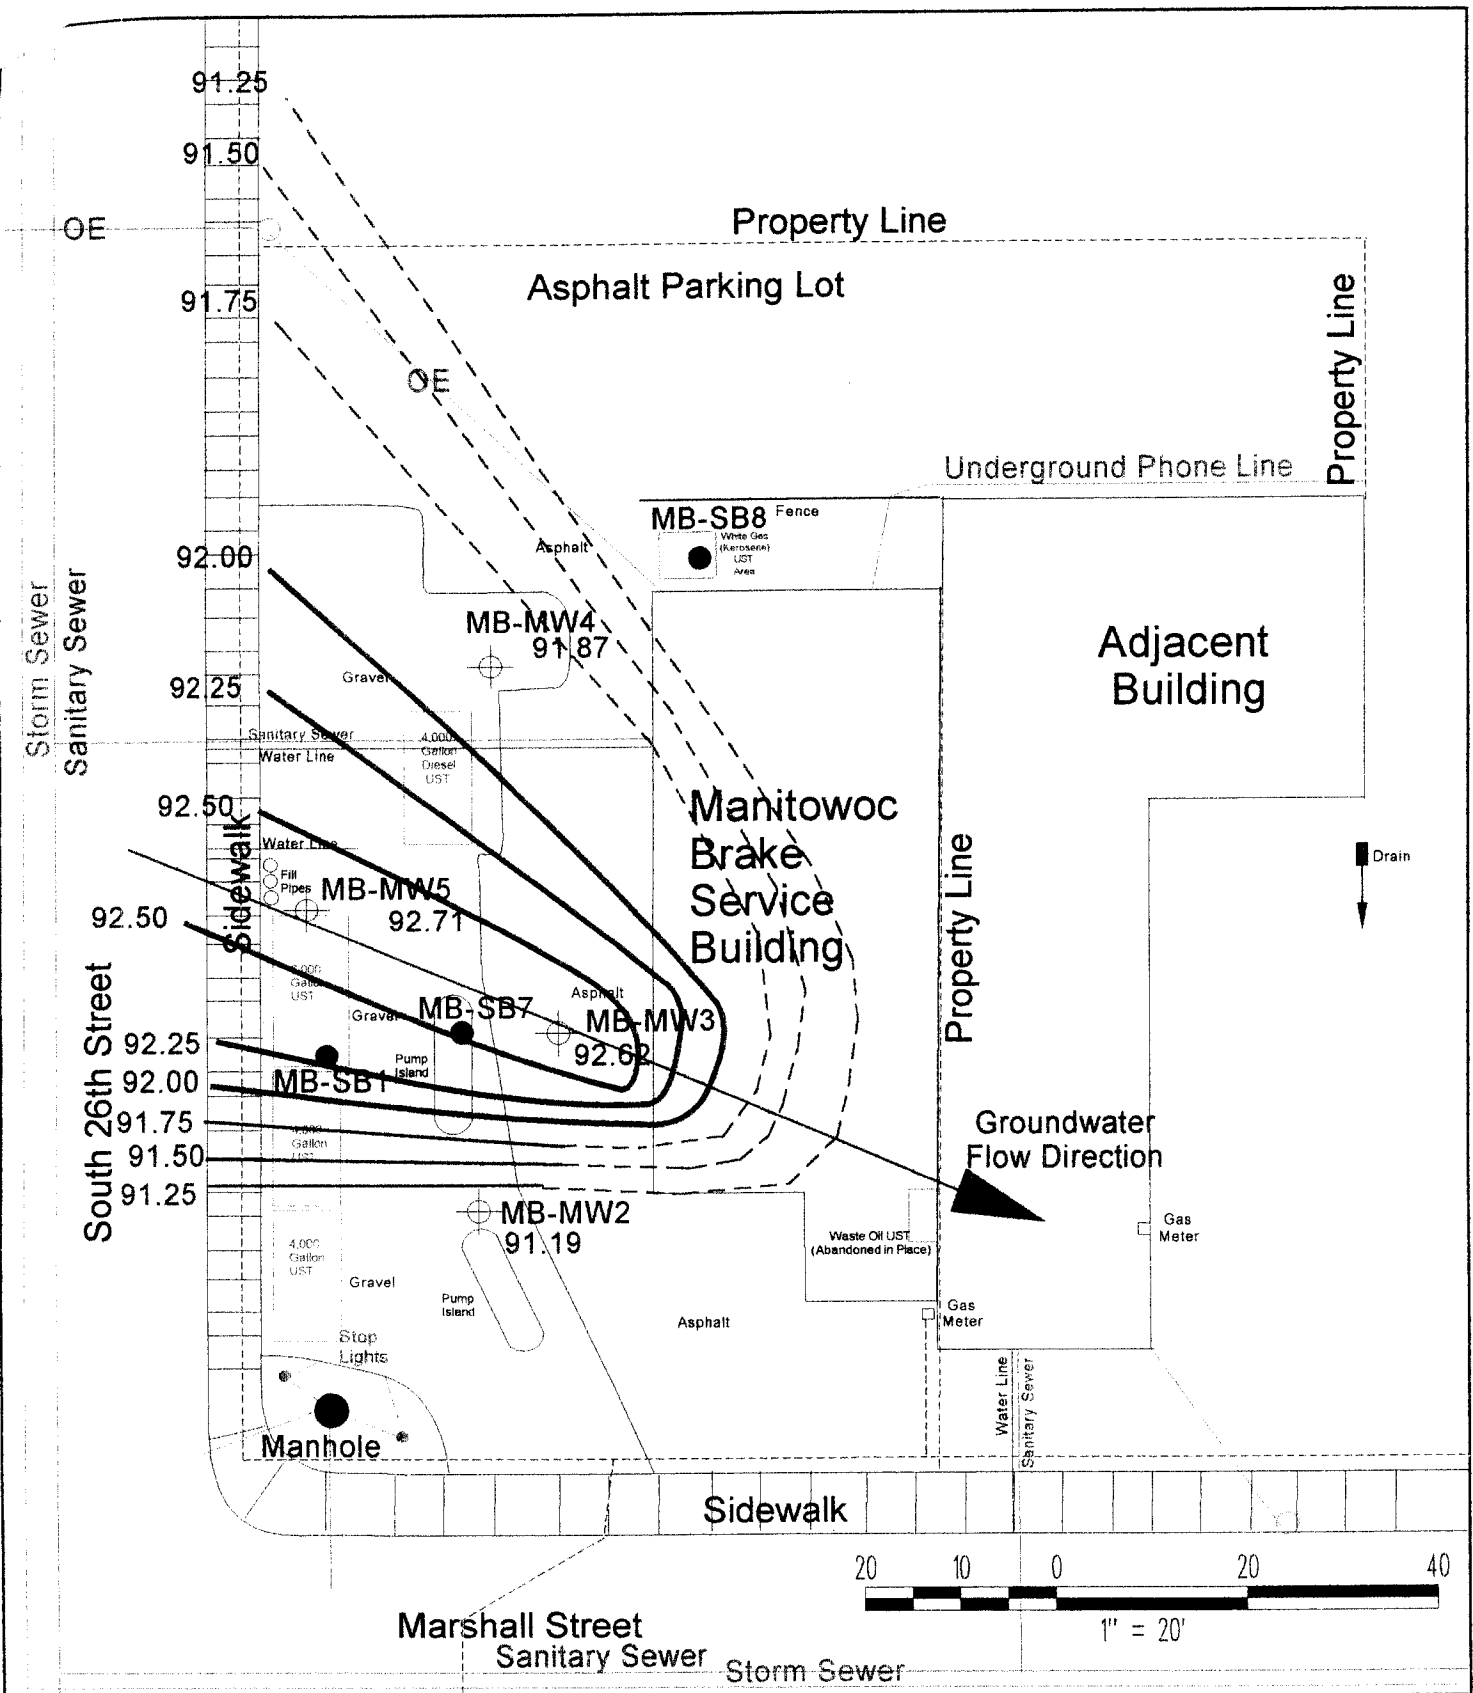 91.25
91.50
OE
Property Line
Asphalt Parking Lot
91.75
Property Line
OE
Underground Phone Line
MB-SB8
Fence
White Gas
(Kerosene)
UST
Area
Asphalt
92.00
Storm Sewer
Sanitary Sewer
MB-MW4
91.87
Adjacent
Building
Gravel
92.25
Sanitary Sewer
Water Line
4,000
Gallon
Diesel
UST
92.50
Manitowoc
Brake
Service
Building
Sidewalk
Water Line
Fill
Pipes
MB-MW5
92.71
Property Line
Drain
92.50
Gallon
UST
Asphalt
MB-SB7
Gravel
MB-MW3
92.62
South 26th Street
92.25
Pump
Island
92.00
MB-SB1
91.75
Gallon
UST
91.50
91.25
Groundwater
Flow Direction
MB-MW2
91.19
Gas
Meter
Waste Oil UST
(Abandoned in Place)
4,000
Gallon
UST
Gravel
Pump
Island
Gas
Meter
Asphalt
Stop
Lights
Water Line
Sanitary Sewer
Manhole
Sidewalk
20 10 0 20 40
1" = 20'
Marshall Street
Sanitary Sewer
Storm Sewer